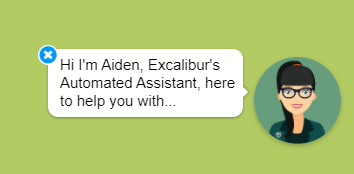 Hi I'm Aiden, Excalibur's
Automated Assistant, here
to help you with...